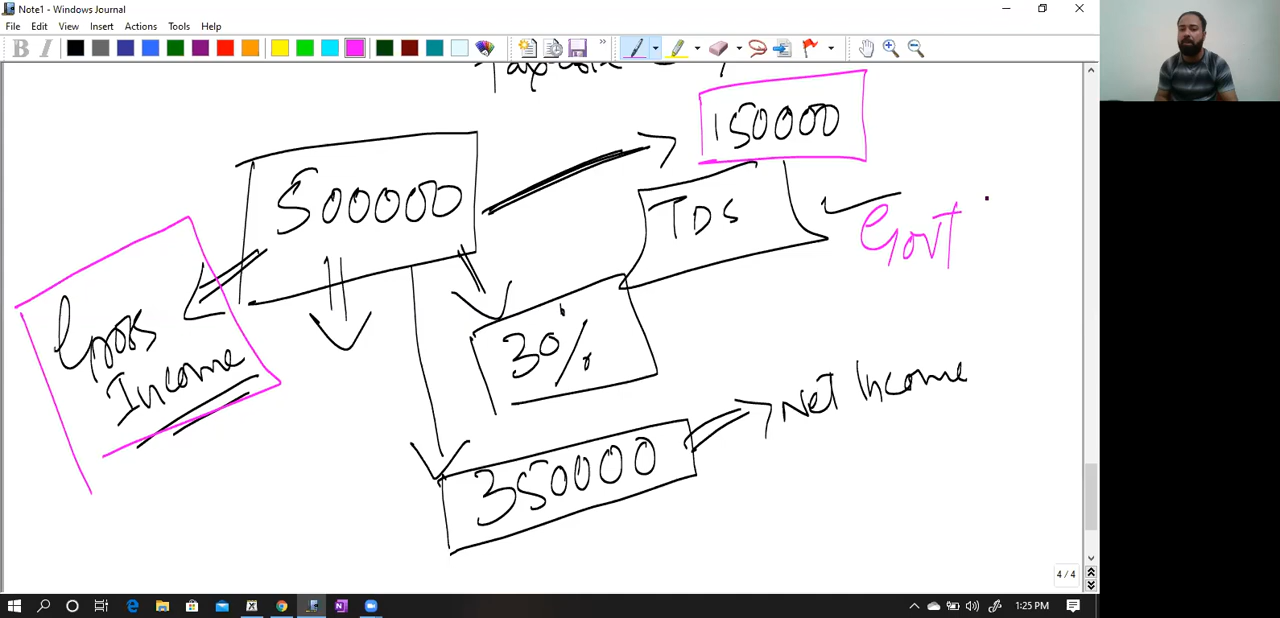 Note1 - Windows Journal
File Edit View Insert Actions Tools Help
B I
150000
500000
TDS
Govt
Gross
Income
30%
Net Income
350000
4/4
1:25 PM